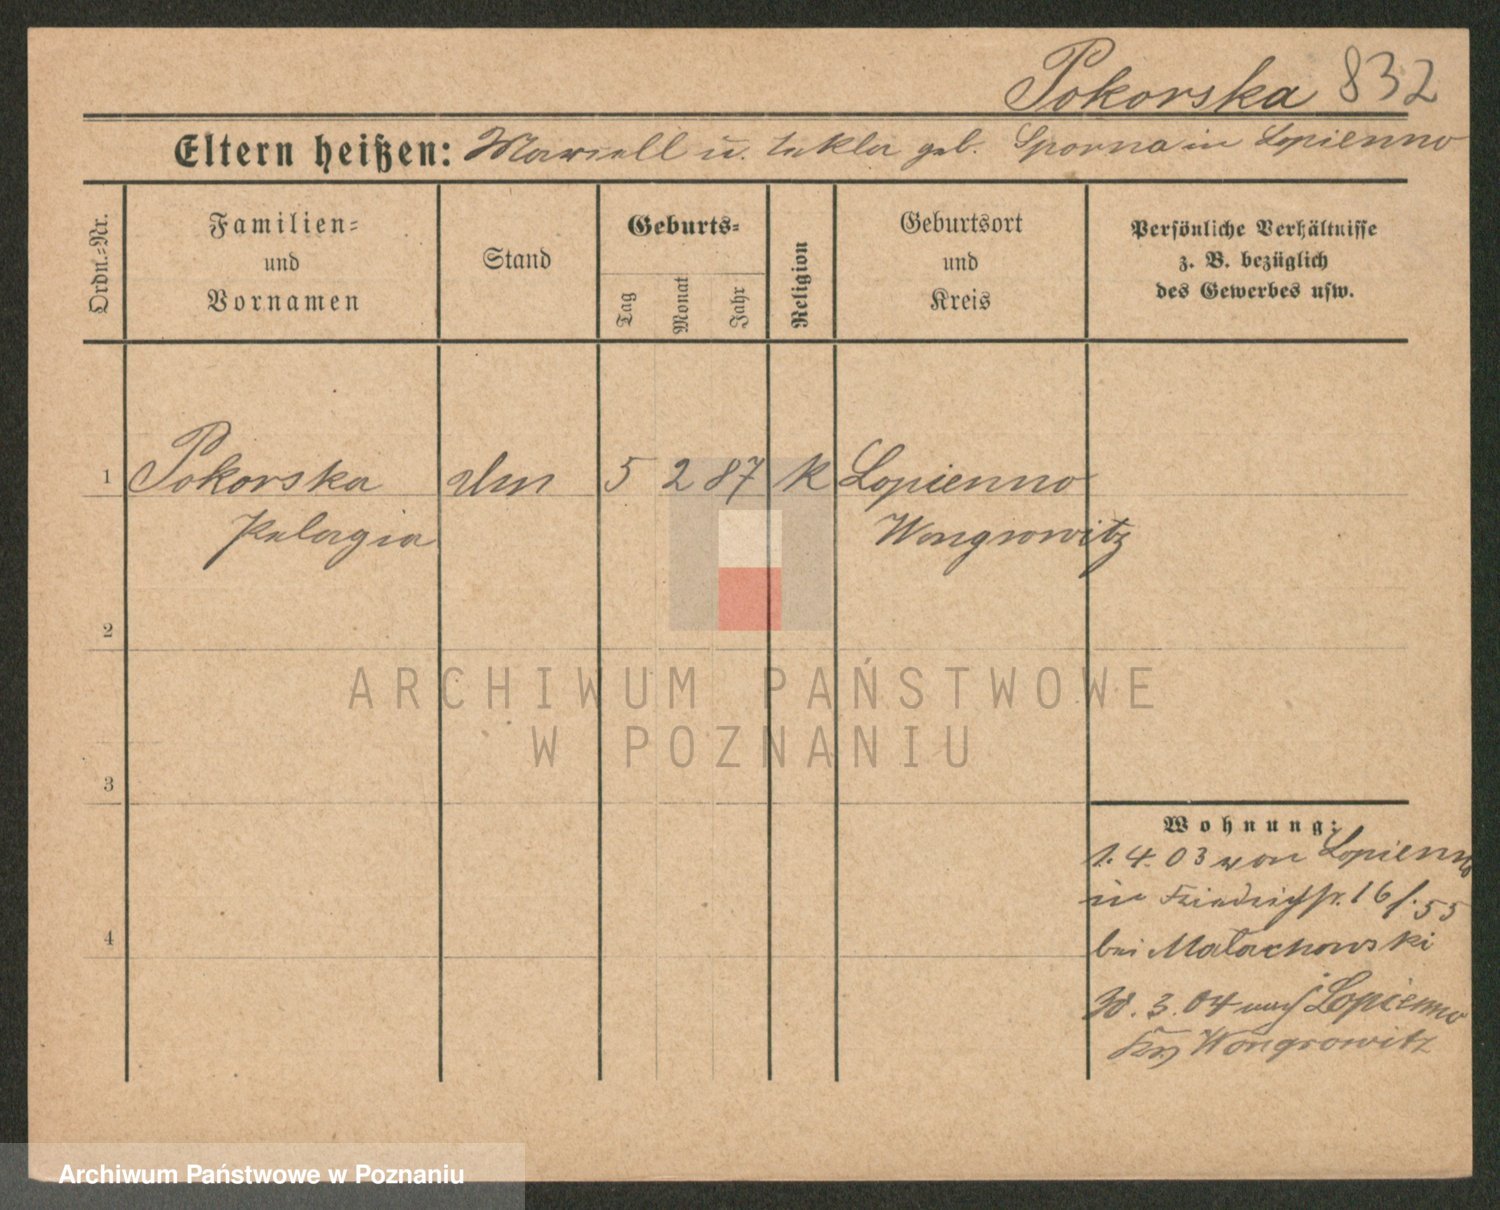 Pokorska 832
Eltern heißen: Marcell u. Tekla geb. Sporna in Lopienno
Ordn.-Nr.
Familien-
und
Vornamen
Stand
Geburts-
Tag
Monat
Jahr
Religion
Geburtsort
und
Kreis
Persönliche Verhältnisse
z. B. bezüglich
des Gewerbes usw.
1 Pokorska 5 2 87 k Lopienno
Pelagia Wongrowitz
2
ARCHIWUM PAŃSTWOWE
W POZNANIU
3
Wohnung:
1. 4. 03 von Lopienno
in Friedrichstr. 16
4
bei Malachowski
30. 3. 04 nach Lopienno
Wongrowitz
Archiwum Państwowe w Poznaniu